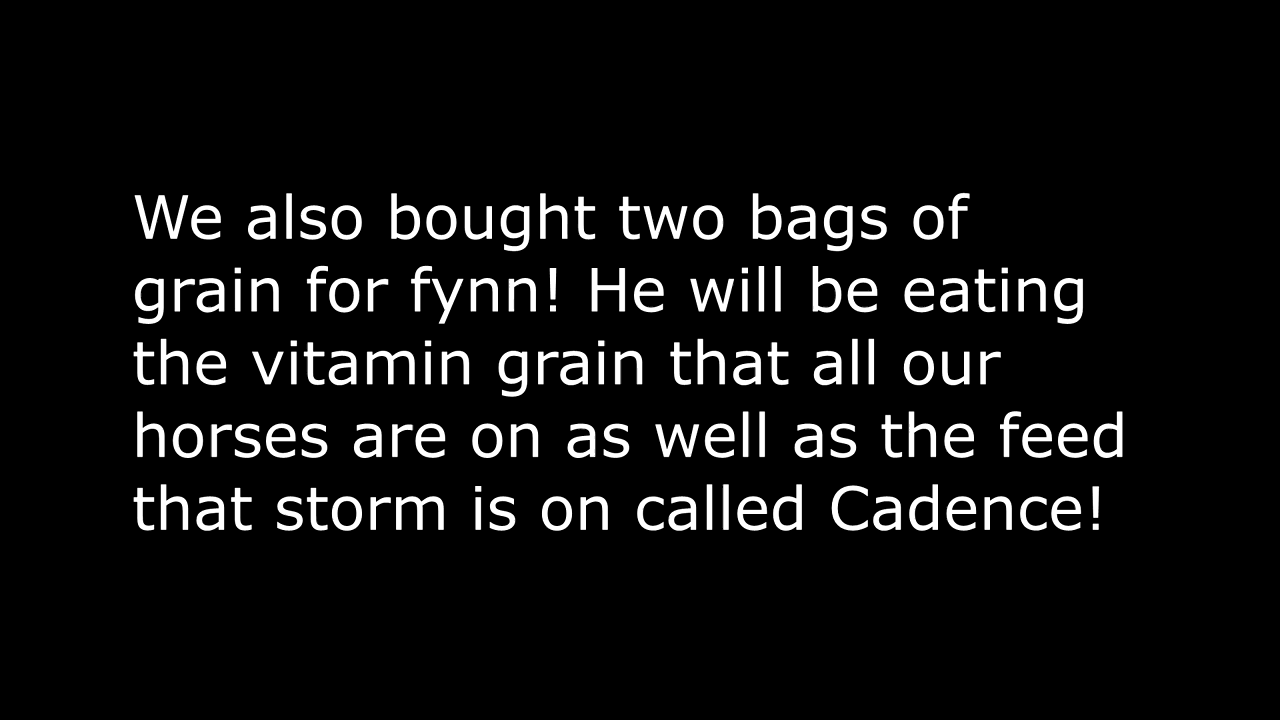 We also bought two bags of
grain for fynn! He will be eating
the vitamin grain that all our
horses are on as well as the feed
that storm is on called Cadence!